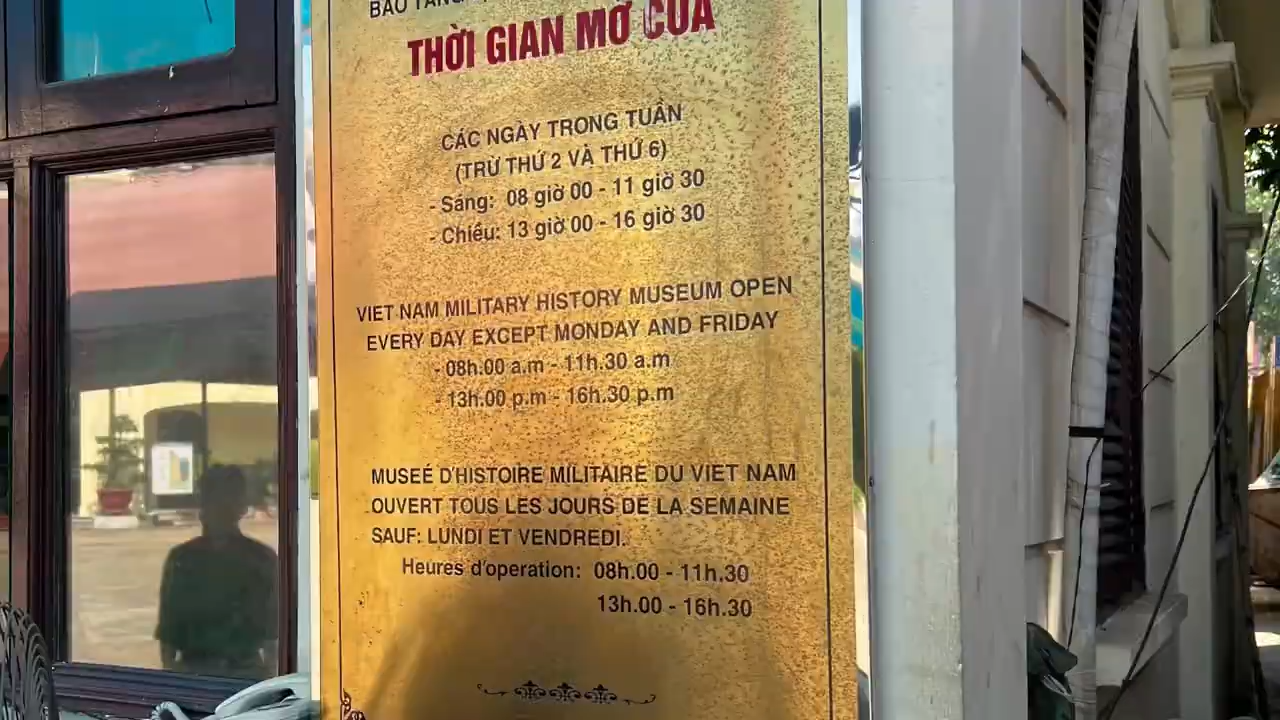 BẢO TÀNG
THỜI GIAN MỞ CỬA
CÁC NGÀY TRONG TUẦN
(TRỪ THỨ 2 VÀ THỨ 6)
- Sáng: 08 giờ 00 - 11 giờ 30
- Chiều: 13 giờ 00 - 16 giờ 30
VIET NAM MILITARY HISTORY MUSEUM OPEN
EVERY DAY EXCEPT MONDAY AND FRIDAY
- 08h.00 a.m - 11h.30 a.m
- 13h.00 p.m - 16h.30 p.m
MUSEÉ D'HISTOIRE MILITAIRE DU VIET NAM
OUVERT TOUS LES JOURS DE LA SEMAINE
SAUF: LUNDI ET VENDREDI.
Heures d'operation: 08h.00 - 11h.30
13h.00 - 16h.30